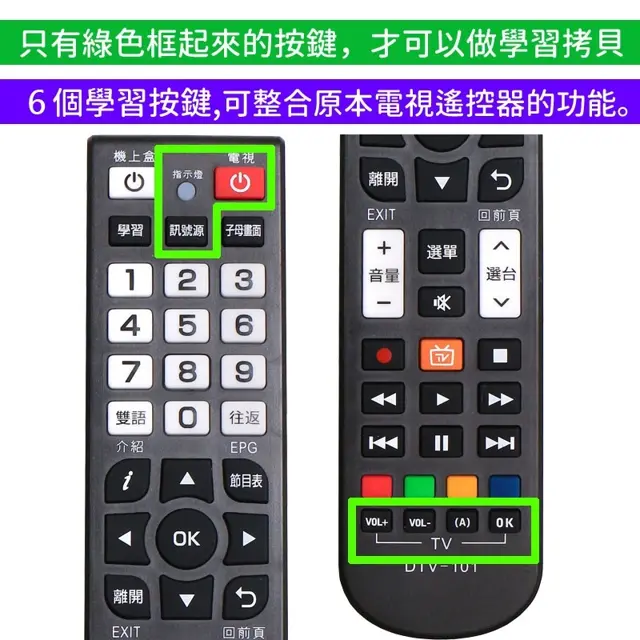 只有綠色框起來的按鍵，才可以做學習拷貝
6 個學習按鍵,可整合原本電視遙控器的功能。
機上盒 指示燈 電視
學習 訊號源 子母畫面
1 2 3
4 5 6
7 8 9
雙語 0 往返
介紹 EPG
i 節目表
OK
離開
EXIT 回前頁
離開
EXIT 回前頁
+ 選單
音量 選台
-
TV
VOL+ VOL- (A) OK
TV
DTV-101